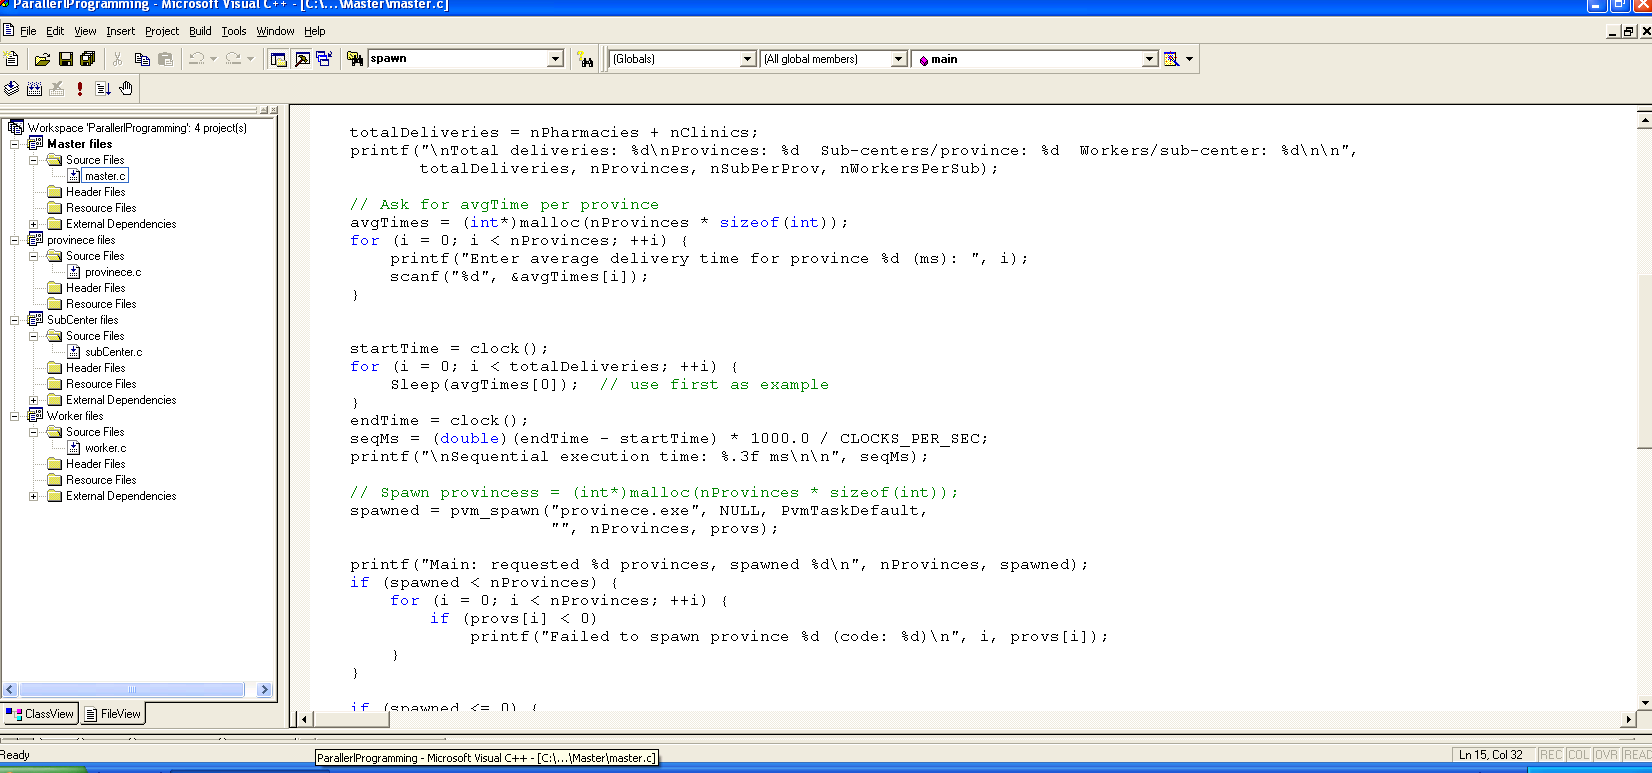 ParallerlProgramming - Microsoft Visual C++ - [C:\...\Master\master.c]
File Edit View Insert Project Build Tools Window Help
spawn (Globals) (All global members) main
Workspace 'ParallerlProgramming': 4 project(s)
Master files
Source Files
master.c
Header Files
Resource Files
External Dependencies
provinece files
Source Files
provinece.c
Header Files
Resource Files
SubCenter files
Source Files
subCenter.c
Header Files
Resource Files
External Dependencies
Worker files
Source Files
worker.c
Header Files
Resource Files
External Dependencies
ClassView FileView
totalDeliveries = nPharmacies + nClinics;
printf("\nTotal deliveries: %d\nProvinces: %d  Sub-centers/province: %d  Workers/sub-center: %d\n\n",
       totalDeliveries, nProvinces, nSubPerProv, nWorkersPerSub);
// Ask for avgTime per province
avgTimes = (int*)malloc(nProvinces * sizeof(int));
for (i = 0; i < nProvinces; ++i) {
    printf("Enter average delivery time for province %d (ms): ", i);
    scanf("%d", &avgTimes[i]);
}
startTime = clock();
for (i = 0; i < totalDeliveries; ++i) {
    Sleep(avgTimes[0]);  // use first as example
}
endTime = clock();
seqMs = (double)(endTime - startTime) * 1000.0 / CLOCKS_PER_SEC;
printf("\nSequential execution time: %.3f ms\n\n", seqMs);
// Spawn provincess = (int*)malloc(nProvinces * sizeof(int));
spawned = pvm_spawn("provinece.exe", NULL, PvmTaskDefault,
                    "", nProvinces, provs);
printf("Main: requested %d provinces, spawned %d\n", nProvinces, spawned);
if (spawned < nProvinces) {
    for (i = 0; i < nProvinces; ++i) {
        if (provs[i] < 0)
            printf("Failed to spawn province %d (code: %d)\n", i, provs[i]);
    }
}
if (spawned <= 0) {
Ready
ParallerlProgramming - Microsoft Visual C++ - [C:\...\Master\master.c]
Ln 15, Col 32 REC COL OVR READ